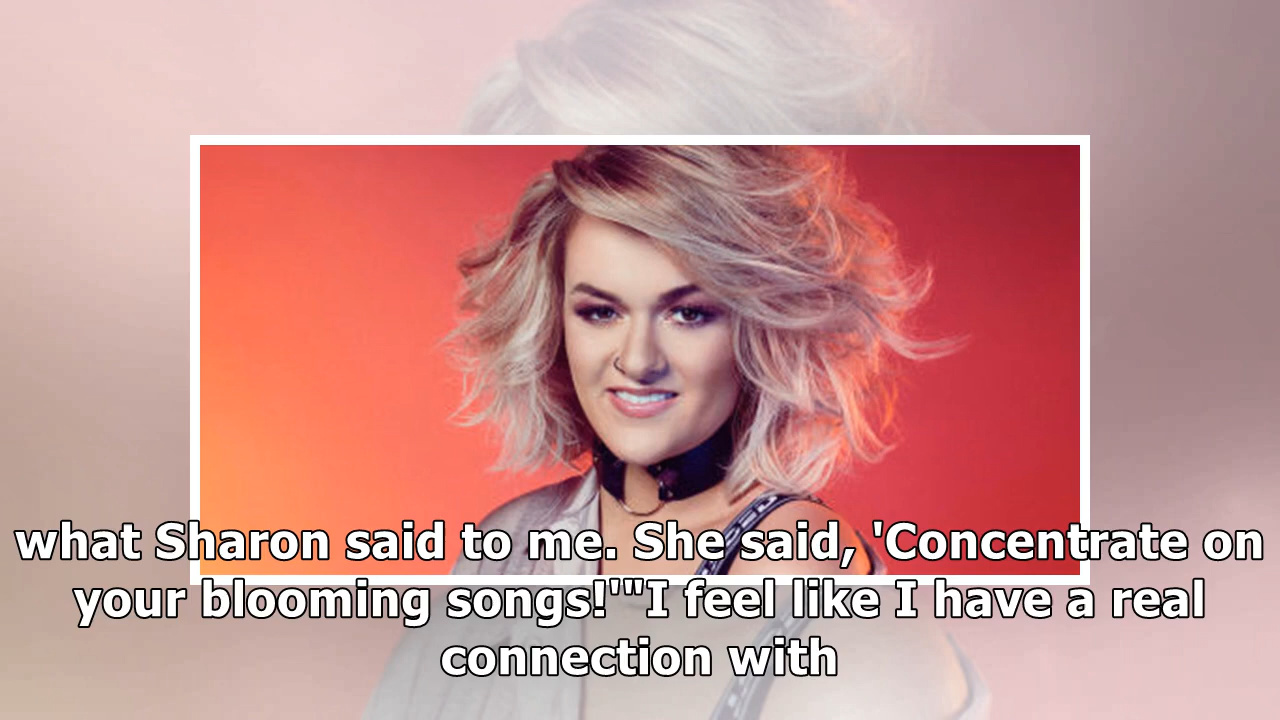 what Sharon said to me. She said, 'Concentrate on
your blooming songs!'"I feel like I have a real
connection with